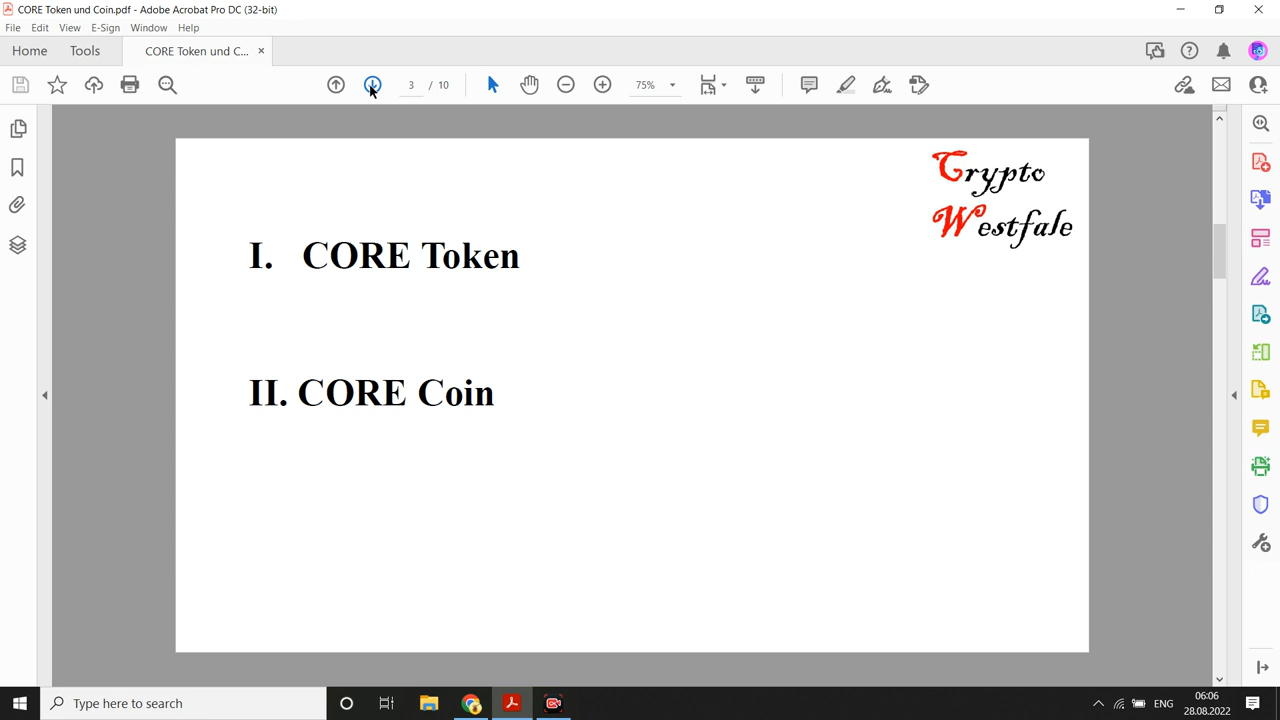 CORE Token und Coin.pdf - Adobe Acrobat Pro DC (32-bit)
File Edit View E-Sign Window Help
Home Tools CORE Token und C... ×
3 / 10 75%
Crypto
Westfale
I. CORE Token
II. CORE Coin
Type here to search
ENG
06:06
28.08.2022